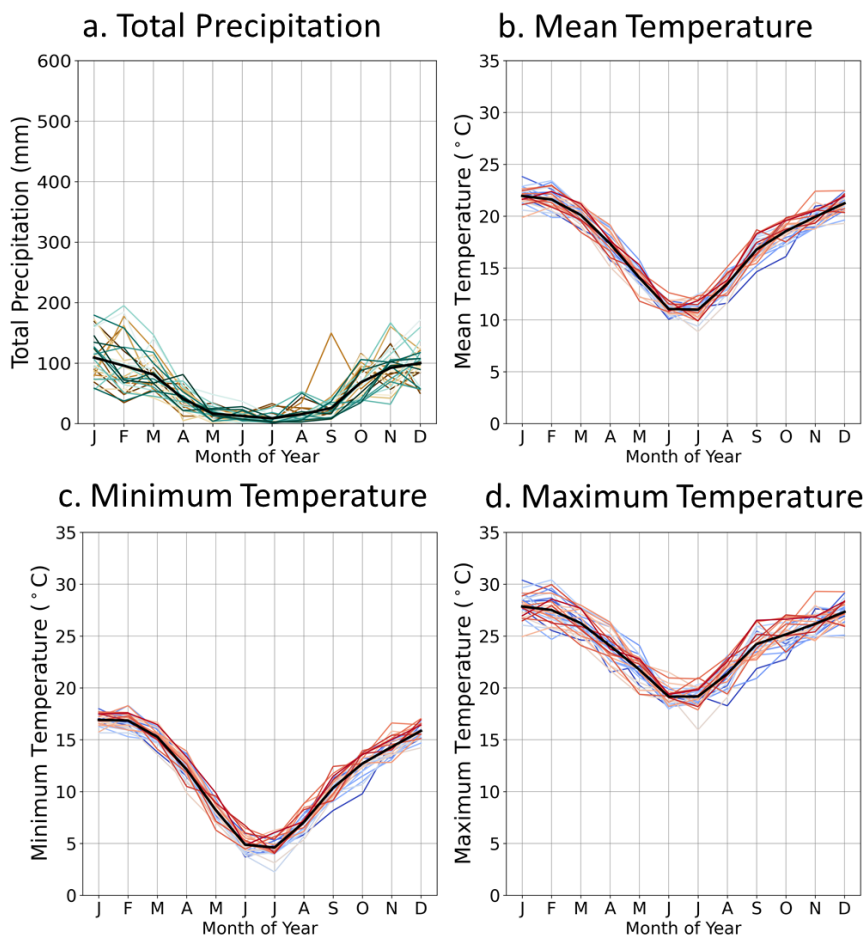 a. Total Precipitation
600
500
400
300
200
100
0
Total Precipitation (mm)
J F M A M J J A S O N D
Month of Year
b. Mean Temperature
35
30
25
20
15
10
5
0
Mean Temperature (°C)
J F M A M J J A S O N D
Month of Year
c. Minimum Temperature
35
30
25
20
15
10
5
0
Minimum Temperature (°C)
J F M A M J J A S O N D
Month of Year
d. Maximum Temperature
35
30
25
20
15
10
5
0
Maximum Temperature (°C)
J F M A M J J A S O N D
Month of Year